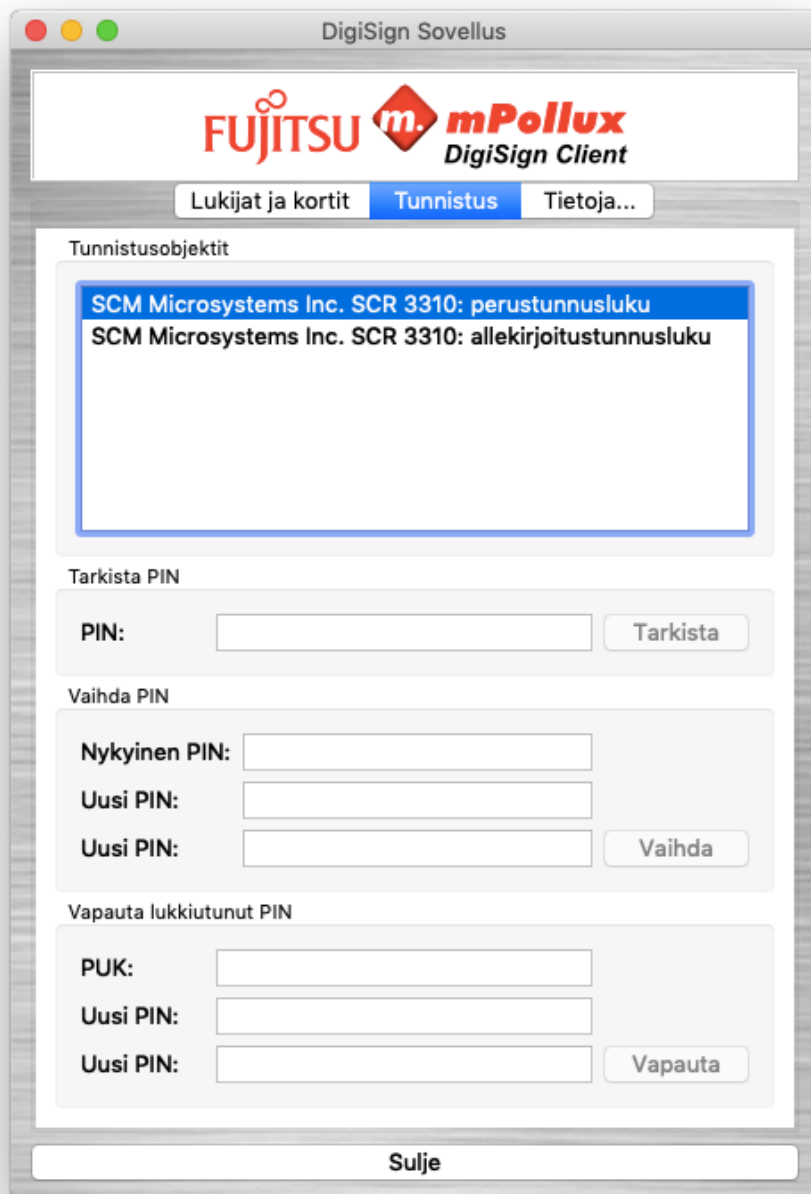 DigiSign Sovellus
FUJITSU m. mPollux
DigiSign Client
Lukijat ja kortit Tunnistus Tietoja...
Tunnistusobjektit
SCM Microsystems Inc. SCR 3310: perustunnusluku
SCM Microsystems Inc. SCR 3310: allekirjoitustunnusluku
Tarkista PIN
PIN: Tarkista
Vaihda PIN
Nykyinen PIN:
Uusi PIN:
Uusi PIN: Vaihda
Vapauta lukkiutunut PIN
PUK:
Uusi PIN:
Uusi PIN: Vapauta
Sulje